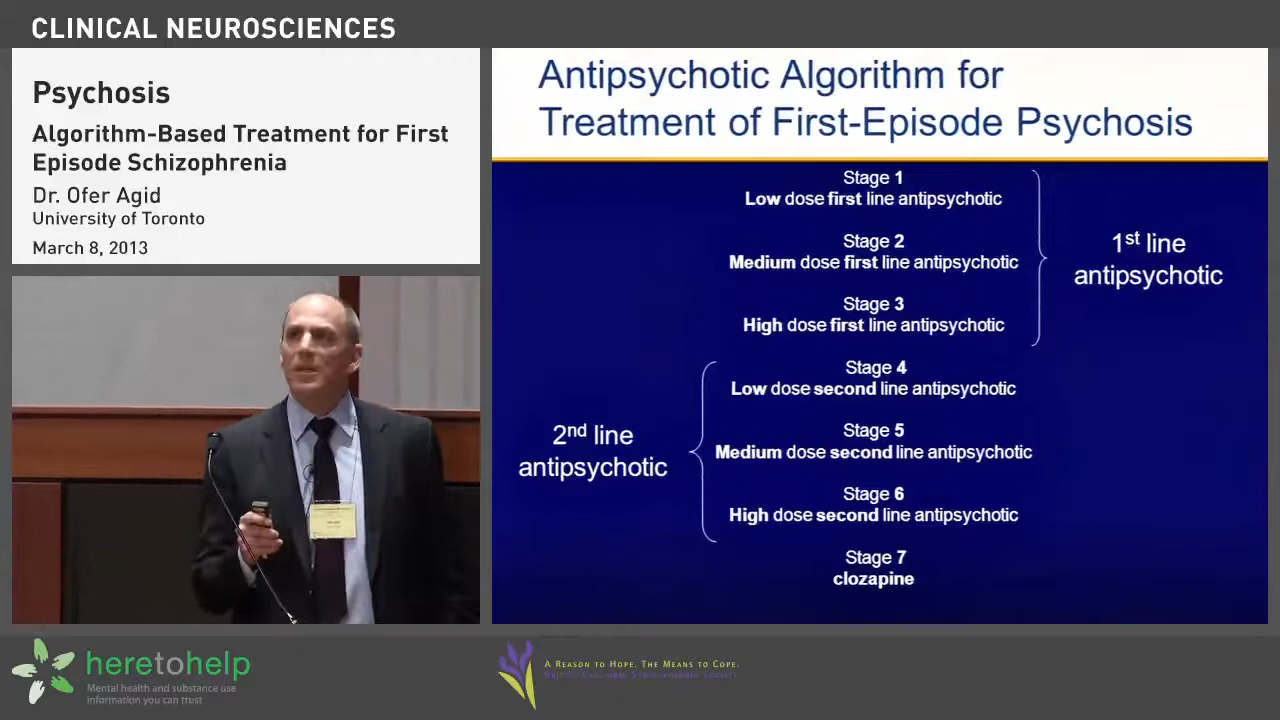 CLINICAL NEUROSCIENCES
Psychosis
Algorithm-Based Treatment for First
Episode Schizophrenia
Dr. Ofer Agid
University of Toronto
March 8, 2013
Antipsychotic Algorithm for
Treatment of First-Episode Psychosis
Stage 1
Low dose first line antipsychotic
Stage 2
Medium dose first line antipsychotic
Stage 3
High dose first line antipsychotic
1st line
antipsychotic
Stage 4
Low dose second line antipsychotic
Stage 5
Medium dose second line antipsychotic
Stage 6
High dose second line antipsychotic
2nd line
antipsychotic
Stage 7
clozapine
heretohelp
Mental health and substance use
information you can trust
A Reason to Hope. The Means to Cope.
British Columbia Schizophrenia Society